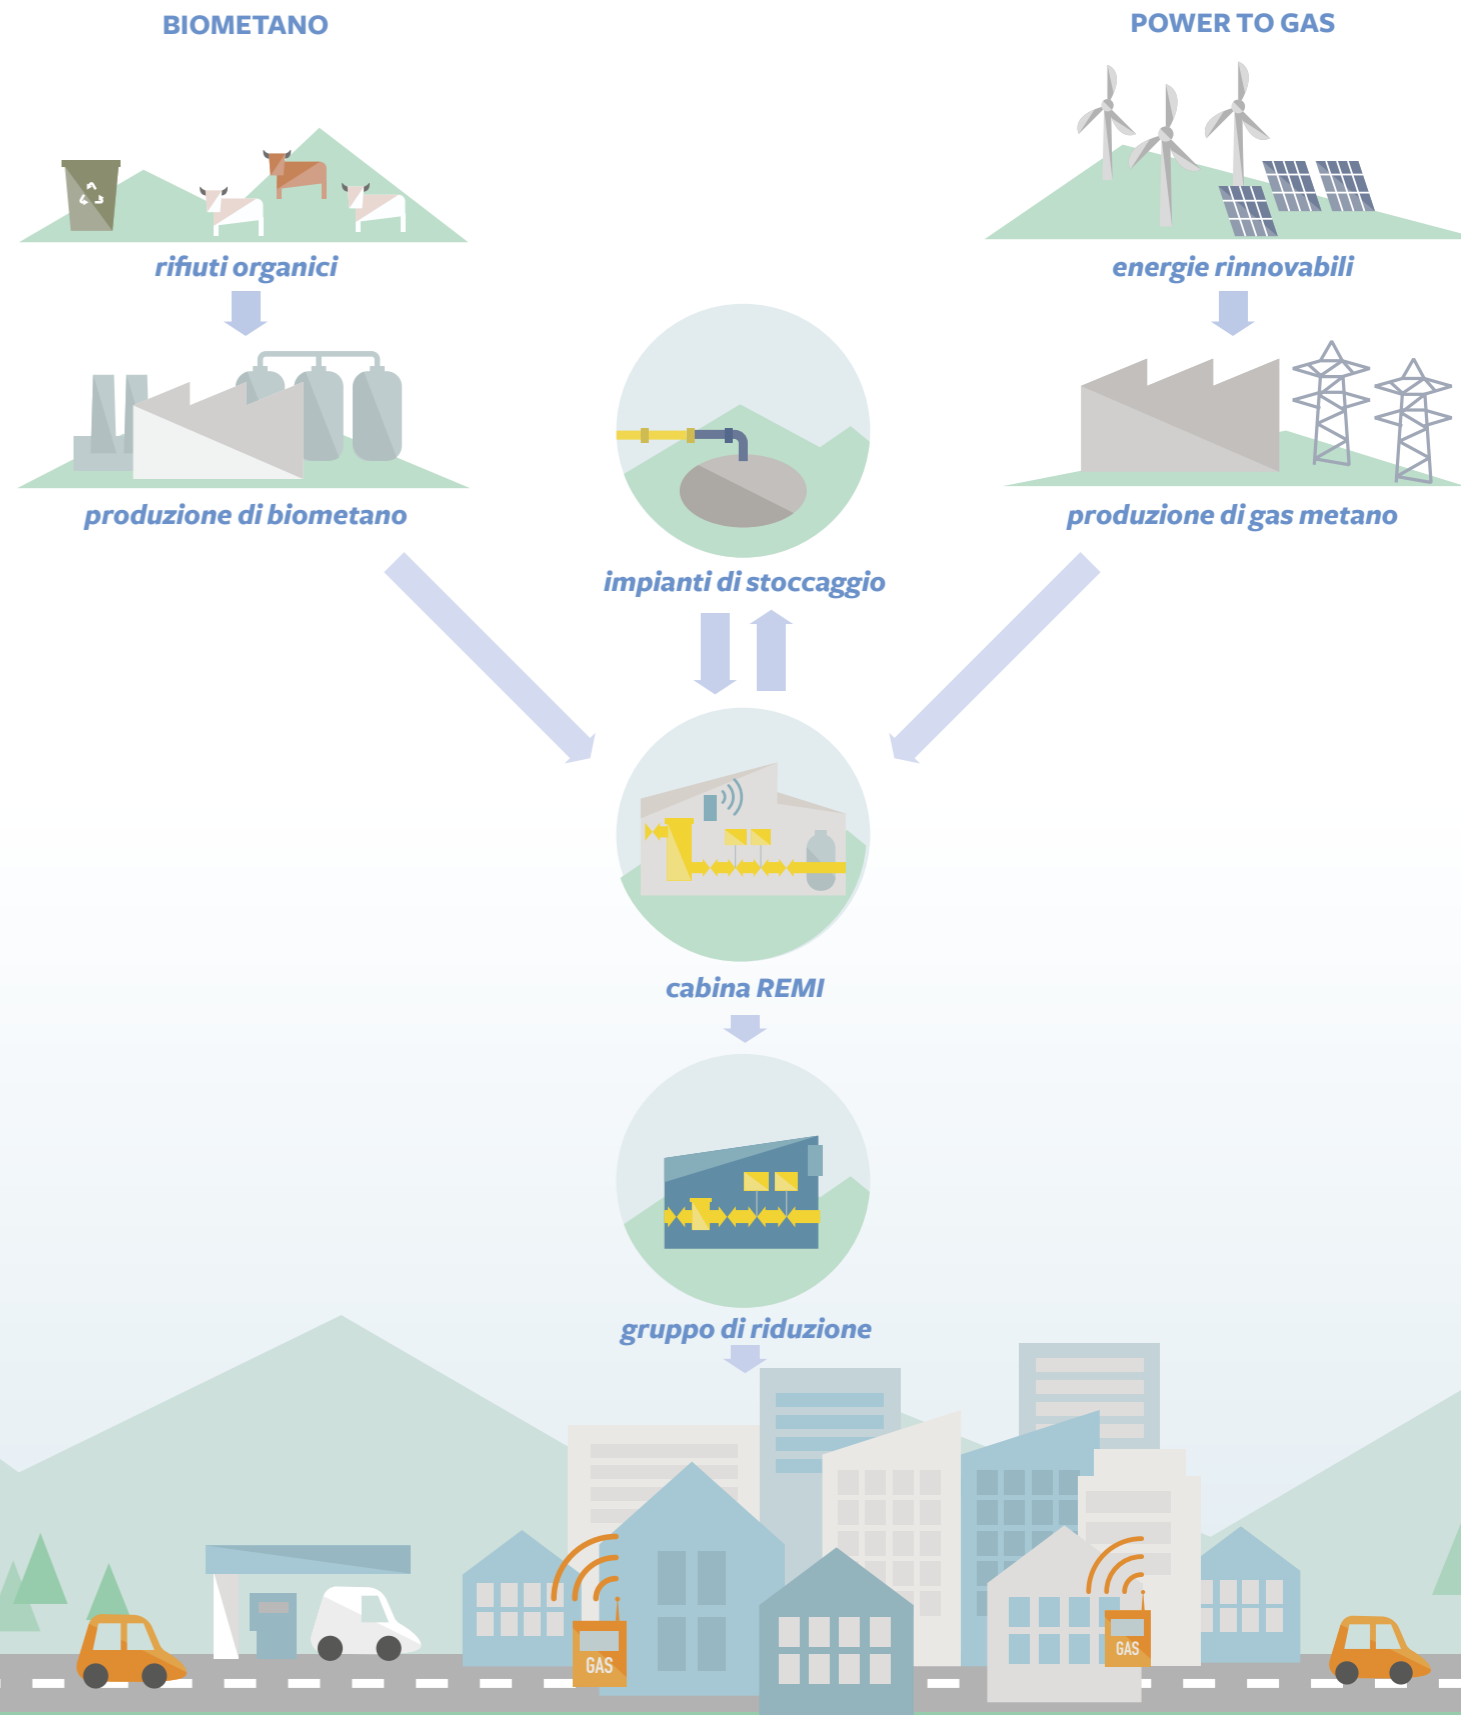 BIOMETANO
POWER TO GAS
rifiuti organici
energie rinnovabili
produzione di biometano
produzione di gas metano
impianti di stoccaggio
cabina REMI
gruppo di riduzione
GAS
GAS